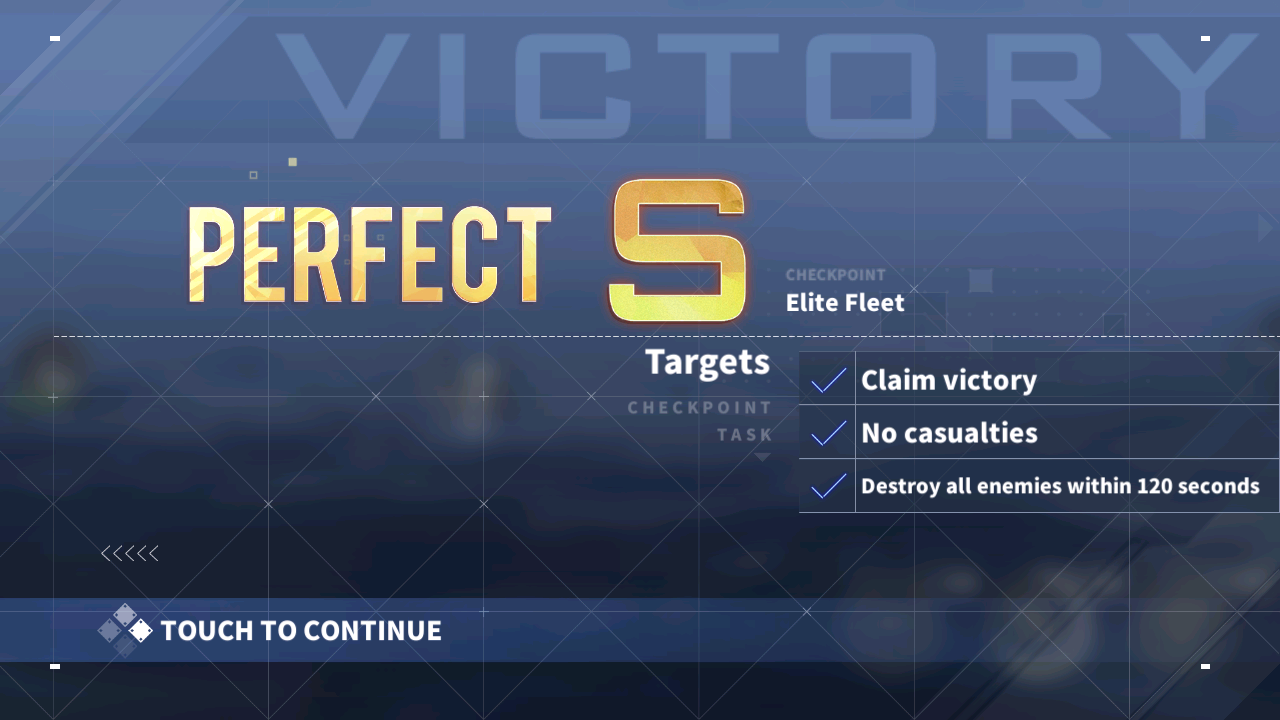 VICTORY
PERFECT S
CHECKPOINT
Elite Fleet
Targets
CHECKPOINT
TASK
Claim victory
No casualties
Destroy all enemies within 120 seconds
TOUCH TO CONTINUE